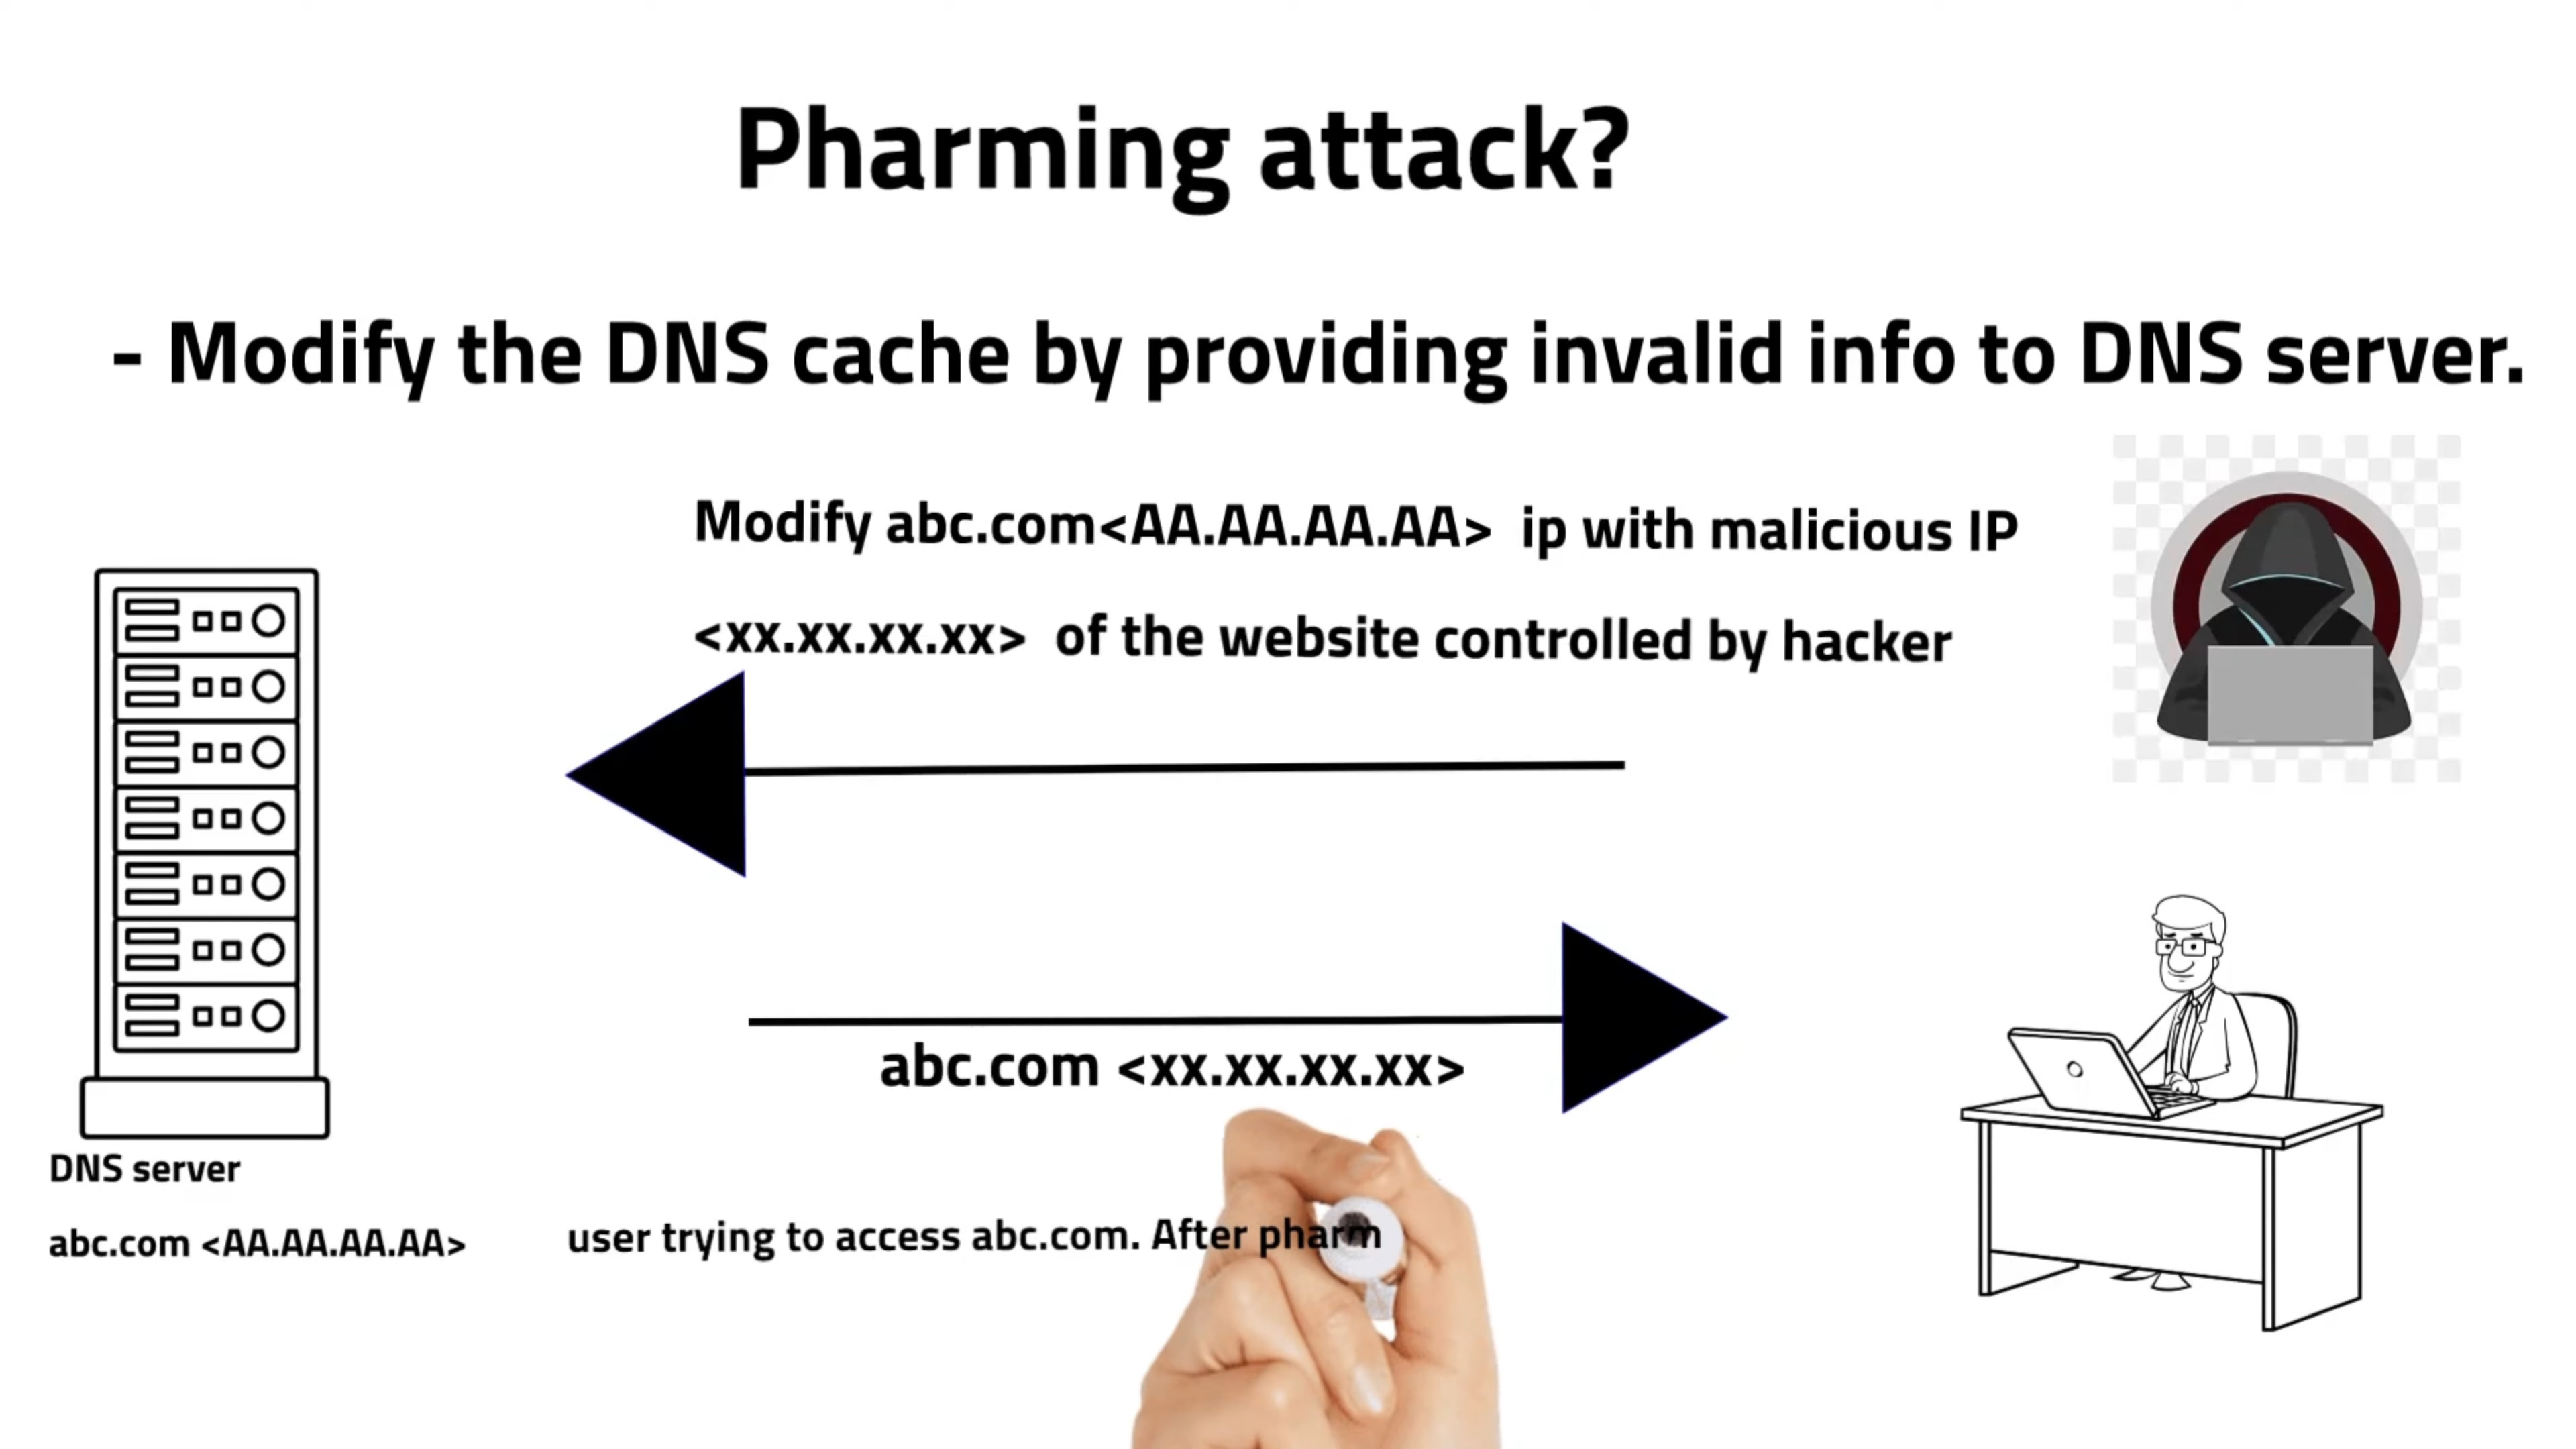 Pharming attack?
- Modify the DNS cache by providing invalid info to DNS server.
Modify abc.com<AA.AA.AA.AA> ip with malicious IP
<xx.xx.xx.xx> of the website controlled by hacker
abc.com <xx.xx.xx.xx>
DNS server
abc.com <AA.AA.AA.AA>
user trying to access abc.com. After pharm